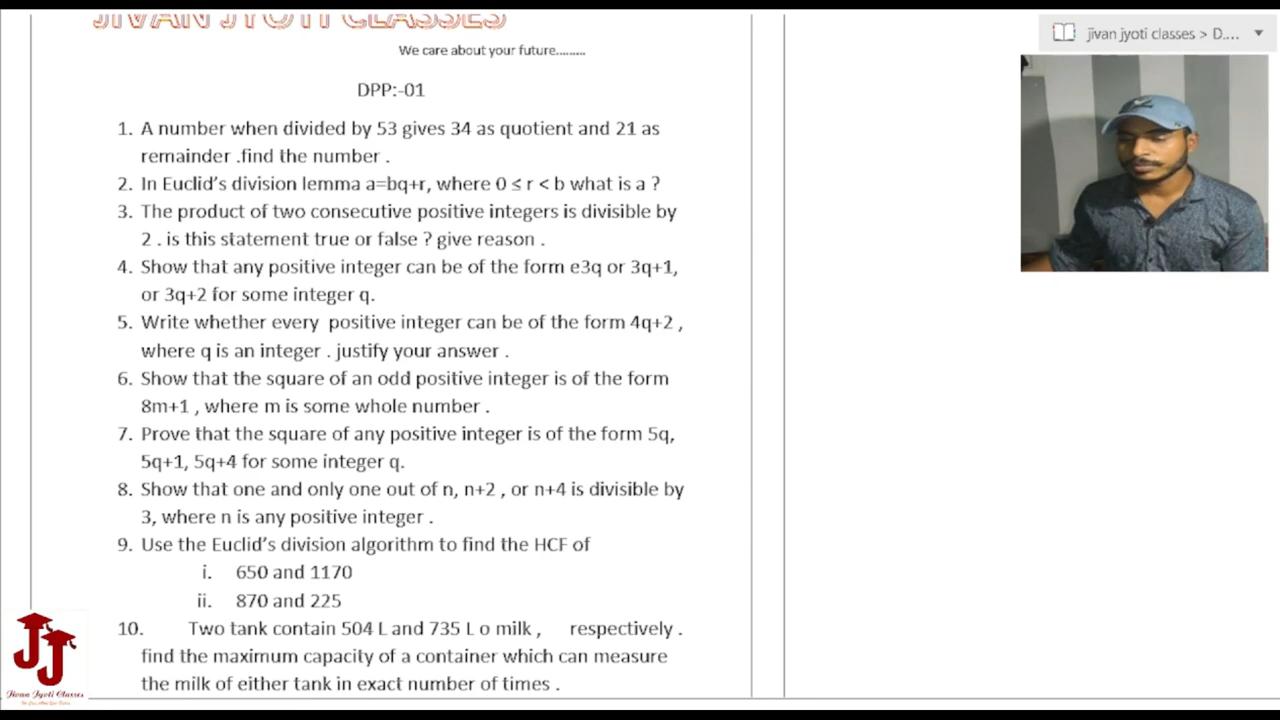 JIVAN JYOTI CLASSES
We care about your future.........
jivan jyoti classes > D....
DPP:-01
1. A number when divided by 53 gives 34 as quotient and 21 as
remainder .find the number .
2. In Euclid’s division lemma a=bq+r, where 0 ≤ r < b what is a ?
3. The product of two consecutive positive integers is divisible by
2 . is this statement true or false ? give reason .
4. Show that any positive integer can be of the form e3q or 3q+1,
or 3q+2 for some integer q.
5. Write whether every positive integer can be of the form 4q+2 ,
where q is an integer . justify your answer .
6. Show that the square of an odd positive integer is of the form
8m+1 , where m is some whole number .
7. Prove that the square of any positive integer is of the form 5q,
5q+1, 5q+4 for some integer q.
8. Show that one and only one out of n, n+2 , or n+4 is divisible by
3, where n is any positive integer .
9. Use the Euclid’s division algorithm to find the HCF of
i. 650 and 1170
ii. 870 and 225
10. Two tank contain 504 L and 735 L o milk , respectively .
find the maximum capacity of a container which can measure
the milk of either tank in exact number of times .
JJ
Jivan Jyoti Classes